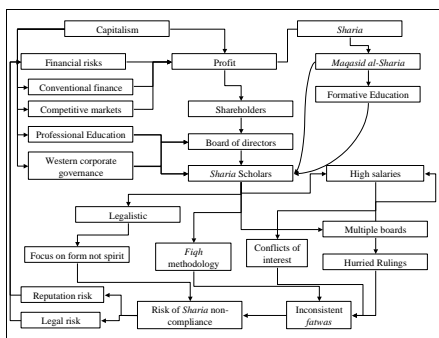 Capitalism
Sharia
Financial risks
Profit
Maqasid al-Sharia
Conventional finance
Formative Education
Competitive markets
Shareholders
Professional Education
Board of directors
Western corporate
governance
Sharia Scholars
High salaries
Legalistic
Multiple boards
Focus on form not spirit
Fiqh
methodology
Conflicts of
interest
Hurried Rulings
Reputation risk
Legal risk
Risk of Sharia non-
compliance
Inconsistent
fatwas